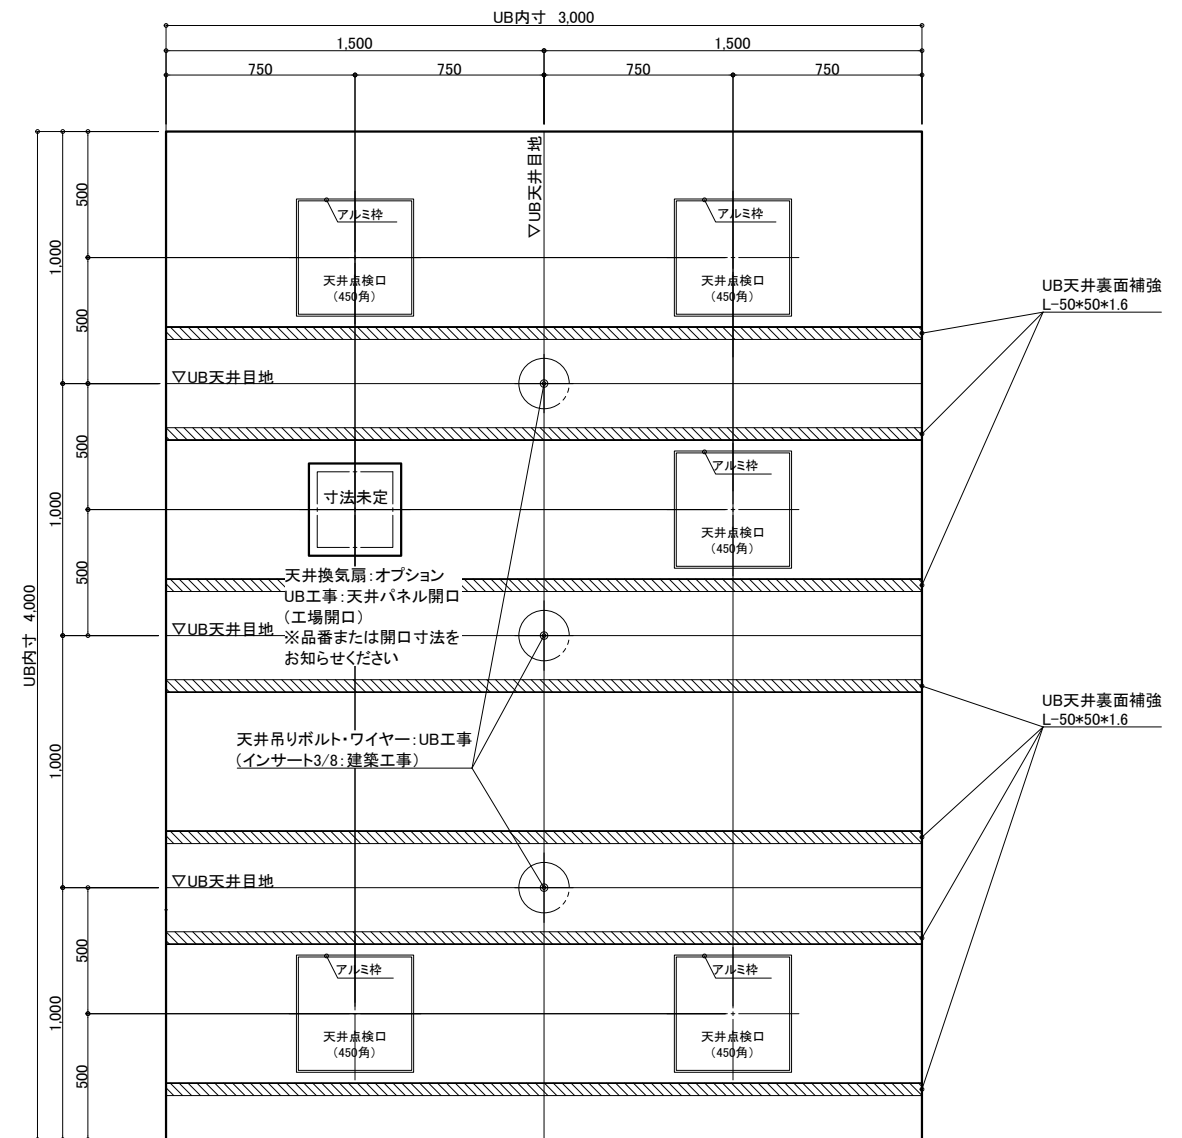 UB内寸 3,000
1,500
1,500
750
750
750
750
▽UB天井目地
500
1,000
500
アルミ枠
天井点検口
(450角)
アルミ枠
天井点検口
(450角)
UB天井裏面補強
L-50*50*1.6
▽UB天井目地
500
1,000
500
寸法未定
アルミ枠
天井点検口
(450角)
天井換気扇:オプション
UB工事:天井パネル開口
(工場開口)
※品番または開口寸法を
お知らせください
UB内寸 4,000
▽UB天井目地
UB天井裏面補強
L-50*50*1.6
天井吊りボルト・ワイヤー:UB工事
(インサート3/8:建築工事)
1,000
▽UB天井目地
500
1,000
500
アルミ枠
天井点検口
(450角)
アルミ枠
天井点検口
(450角)